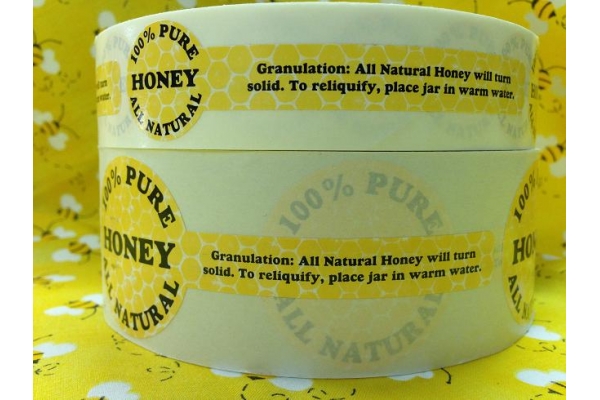 100% PURE
HONEY
ALL NATURAL
Granulation: All Natural Honey will turn
solid. To reliquify, place jar in warm water.
100% PURE
HONEY
ALL NATURAL
Granulation: All Natural Honey will turn
solid. To reliquify, place jar in warm water.
100% PURE
ALL NATURAL